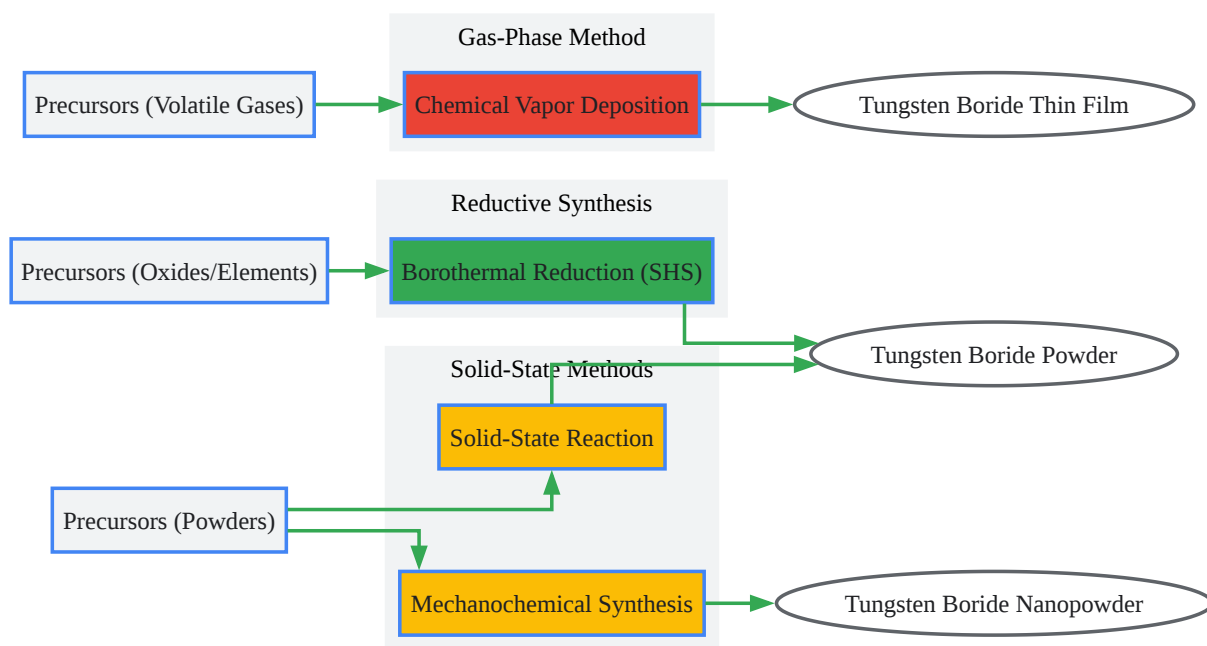 Gas-Phase Method
Precursors (Volatile Gases)
Chemical Vapor Deposition
Tungsten Boride Thin Film
Reductive Synthesis
Precursors (Oxides/Elements)
Borothermal Reduction (SHS)
Tungsten Boride Powder
Solid-State Methods
Solid-State Reaction
Precursors (Powders)
Mechanochemical Synthesis
Tungsten Boride Nanopowder